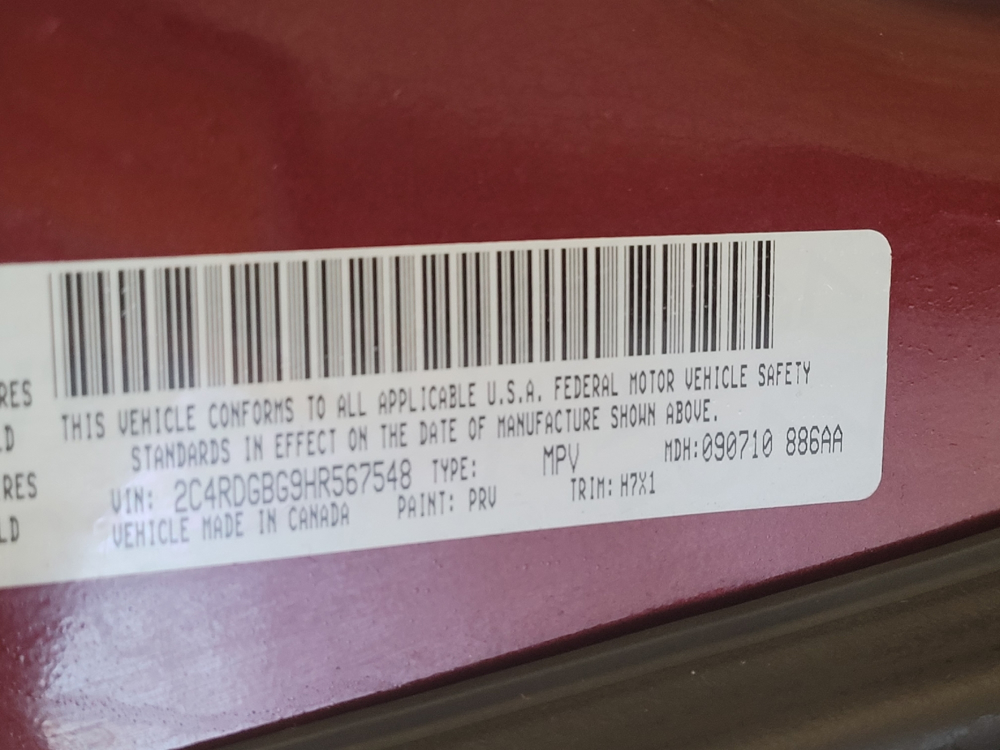 RES
THIS VEHICLE CONFORMS TO ALL APPLICABLE U.S.A. FEDERAL MOTOR VEHICLE SAFETY
LD
STANDARDS IN EFFECT ON THE DATE OF MANUFACTURE SHOWN ABOVE.
RES
VIN: 2C4RDGBG9HR567548 TYPE: MPV MDH:090710 886AA
LD
VEHICLE MADE IN CANADA PAINT: PRV TRIM: H7X1